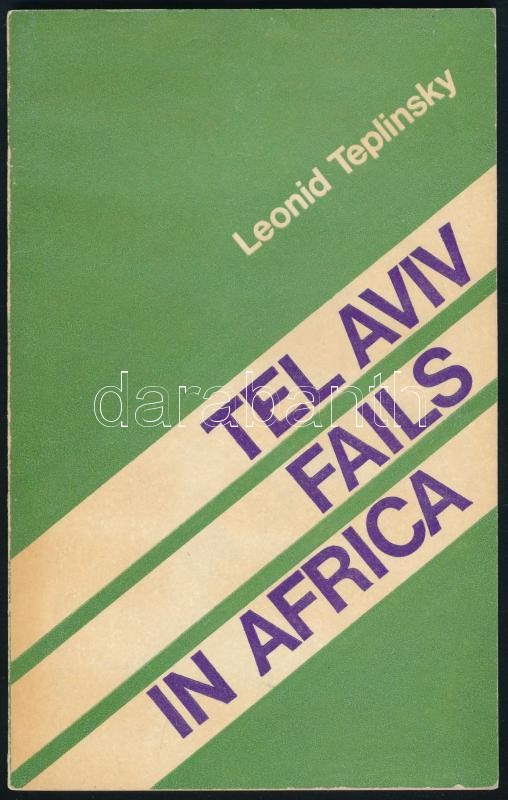 Leonid Teplinsky
TEL AVIV
FAILS
IN AFRICA
darabanth